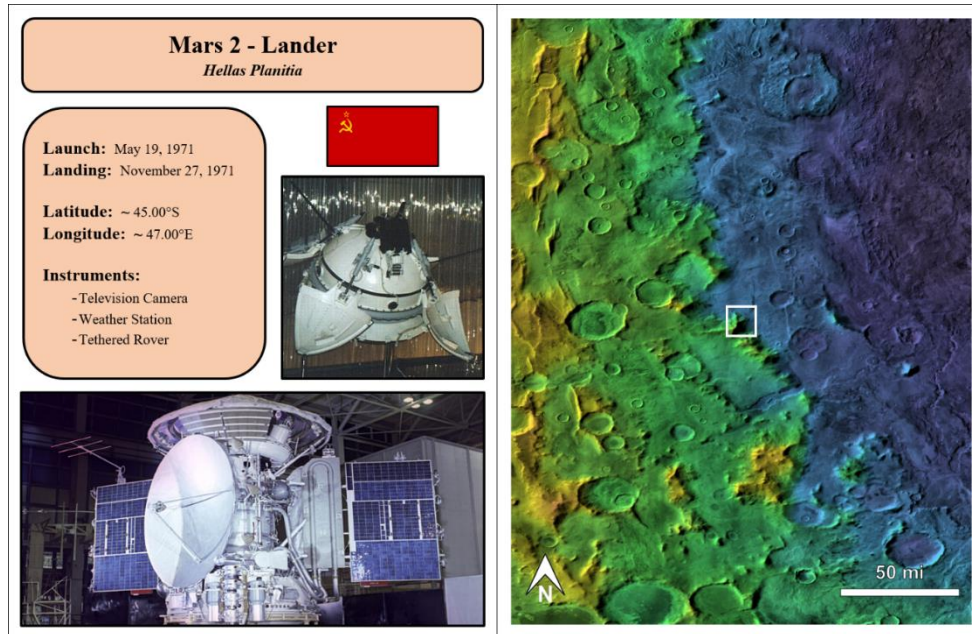 Mars 2 - Lander
Hellas Planitia
Launch: May 19, 1971
Landing: November 27, 1971
Latitude: ~ 45.00°S
Longitude: ~ 47.00°E
Instruments:
- Television Camera
- Weather Station
- Tethered Rover
N
50 mi